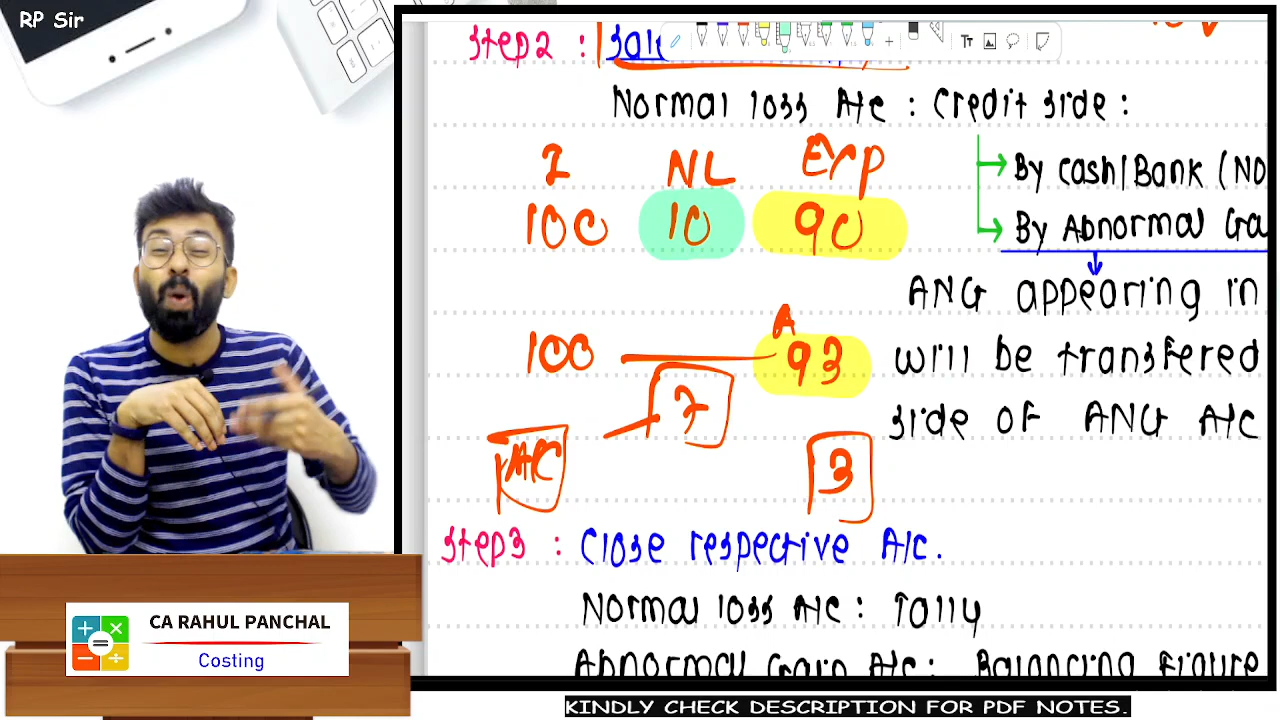 RP Sir
Step2 :
Normal loss A/c : Credit side :
I NL Exp
100 10 90
By Cash/Bank (NO
By Abnormal Gai
ANG appearing in
A
100 93
will be transfered
7
side of ANG A/c
A/C
3
Step3 : Close respective A/c.
Normal loss A/c : Tally
Abnormal Gain A/c : Balancing figure
CA RAHUL PANCHAL
Costing
KINDLY CHECK DESCRIPTION FOR PDF NOTES.